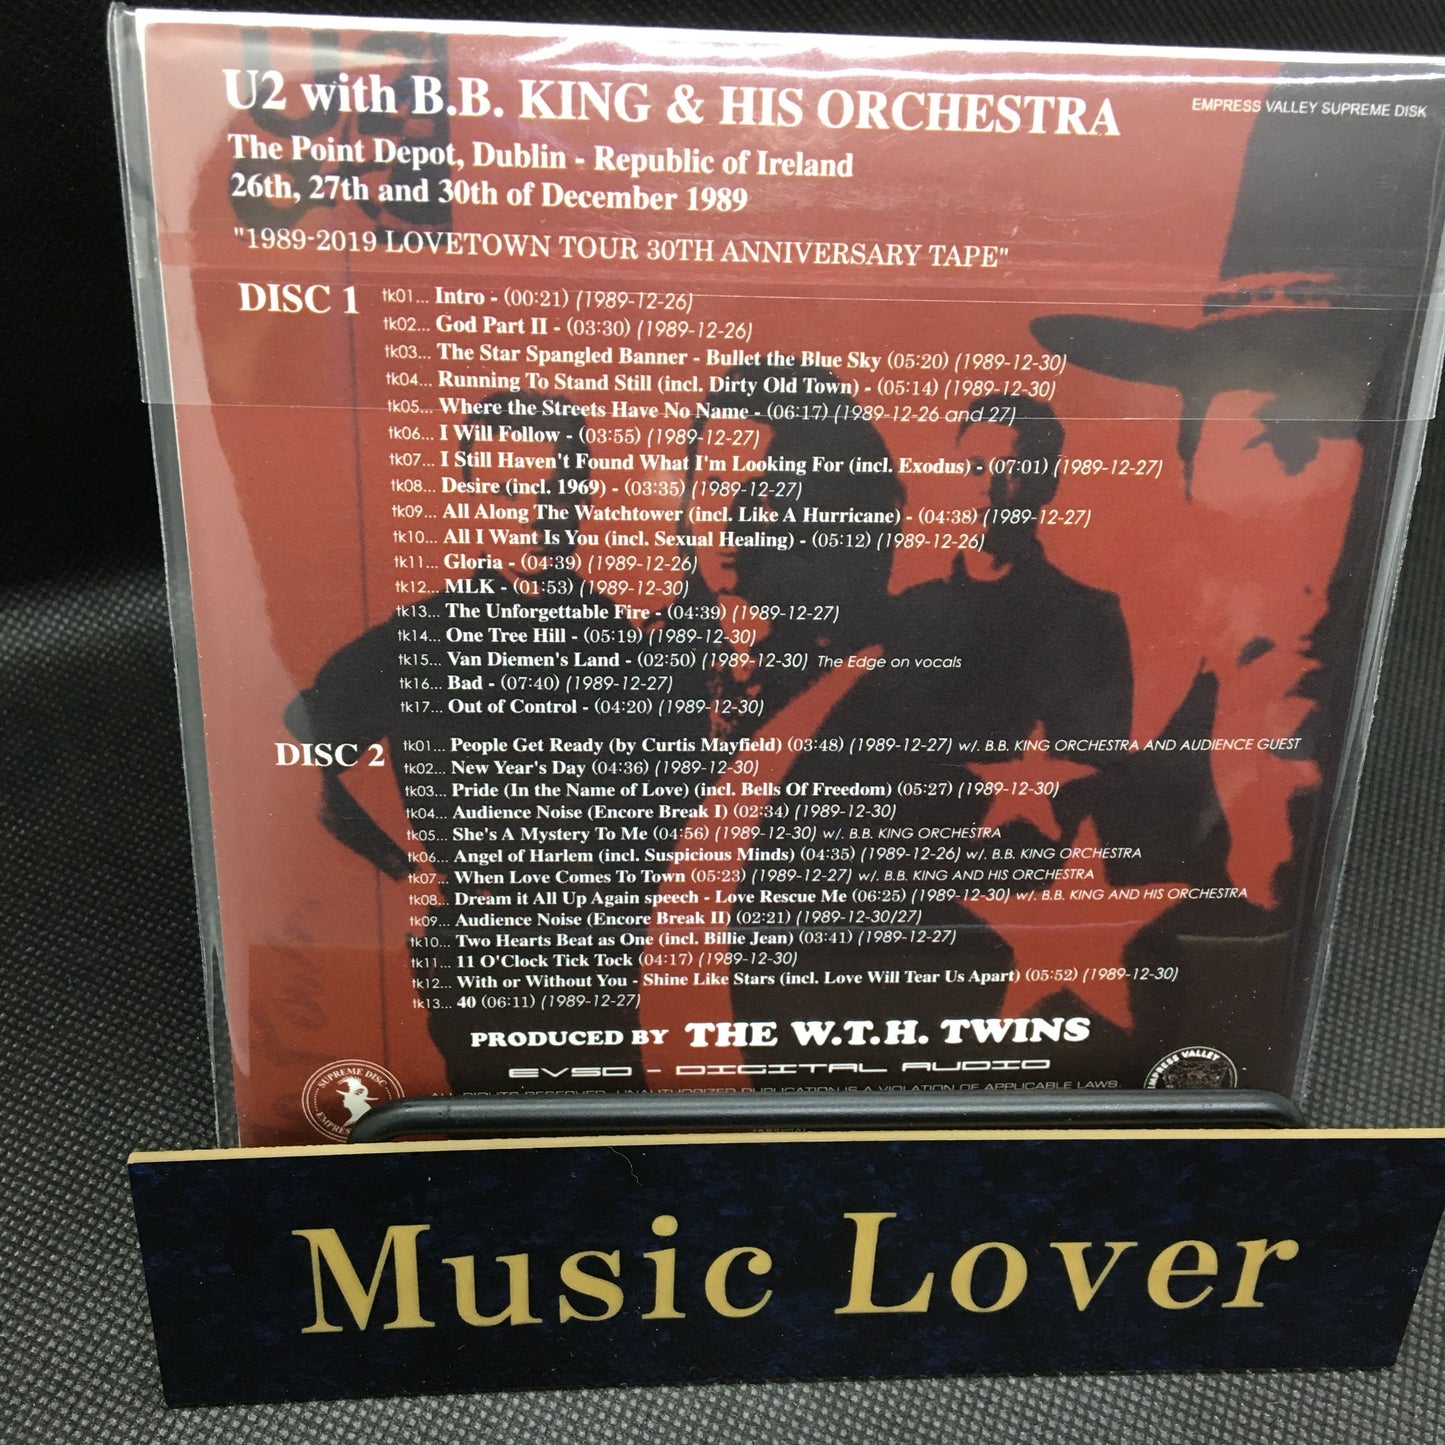 U2 with B.B. KING & HIS ORCHESTRA
EMPRESS VALLEY SUPREME DISK
The Point Depot, Dublin - Republic of Ireland
26th, 27th and 30th of December 1989
"1989-2019 LOVETOWN TOUR 30TH ANNIVERSARY TAPE"
DISC 1
tk01... Intro - (00:21) (1989-12-26)
tk02... God Part II - (03:30) (1989-12-26)
tk03... The Star Spangled Banner - Bullet the Blue Sky (05:20) (1989-12-30)
tk04... Running To Stand Still (incl. Dirty Old Town) - (05:14) (1989-12-30)
tk05... Where the Streets Have No Name - (06:17) (1989-12-26 and 27)
tk06... I Will Follow - (03:55) (1989-12-27)
tk07... I Still Haven't Found What I'm Looking For (incl. Exodus) - (07:01) (1989-12-27)
tk08... Desire (incl. 1969) - (03:35) (1989-12-27)
tk09... All Along The Watchtower (incl. Like A Hurricane) - (04:38) (1989-12-27)
tk10... All I Want Is You (incl. Sexual Healing) - (05:12) (1989-12-26)
tk11... Gloria - (04:39) (1989-12-26)
tk12... MLK - (01:53) (1989-12-30)
tk13... The Unforgettable Fire - (04:39) (1989-12-27)
tk14... One Tree Hill - (05:19) (1989-12-30)
tk15... Van Diemen's Land - (02:50) (1989-12-30) The Edge on vocals
tk16... Bad - (07:40) (1989-12-27)
tk17... Out of Control - (04:20) (1989-12-30)
DISC 2
tk01... People Get Ready (by Curtis Mayfield) (03:48) (1989-12-27) w/. B.B. KING ORCHESTRA AND AUDIENCE GUEST
tk02... New Year's Day (04:36) (1989-12-30)
tk03... Pride (In the Name of Love) (incl. Bells Of Freedom) (05:27) (1989-12-30)
tk04... Audience Noise (Encore Break I) (02:34) (1989-12-30)
tk05... She's A Mystery To Me (04:56) (1989-12-30) w/. B.B. KING ORCHESTRA
tk06... Angel of Harlem (incl. Suspicious Minds) (04:35) (1989-12-26) w/. B.B. KING ORCHESTRA
tk07... When Love Comes To Town (05:23) (1989-12-27) w/. B.B. KING AND HIS ORCHESTRA
tk08... Dream it All Up Again speech - Love Rescue Me (06:25) (1989-12-30) w/. B.B. KING AND HIS ORCHESTRA
tk09... Audience Noise (Encore Break II) (02:21) (1989-12-30/27)
tk10... Two Hearts Beat as One (incl. Billie Jean) (03:41) (1989-12-27)
tk11... 11 O'Clock Tick Tock (04:17) (1989-12-30)
tk12... With or Without You - Shine Like Stars (incl. Love Will Tear Us Apart) (05:52) (1989-12-30)
tk13... 40 (06:11) (1989-12-27)
PRODUCED BY THE W.T.H. TWINS
EVSD - DIGITAL AUDIO
SUPREME DISC
EMPRESS VALLEY
ALL RIGHTS RESERVED. UNAUTHORIZED DUPLICATION IS A VIOLATION OF APPLICABLE LAWS.
Music Lover